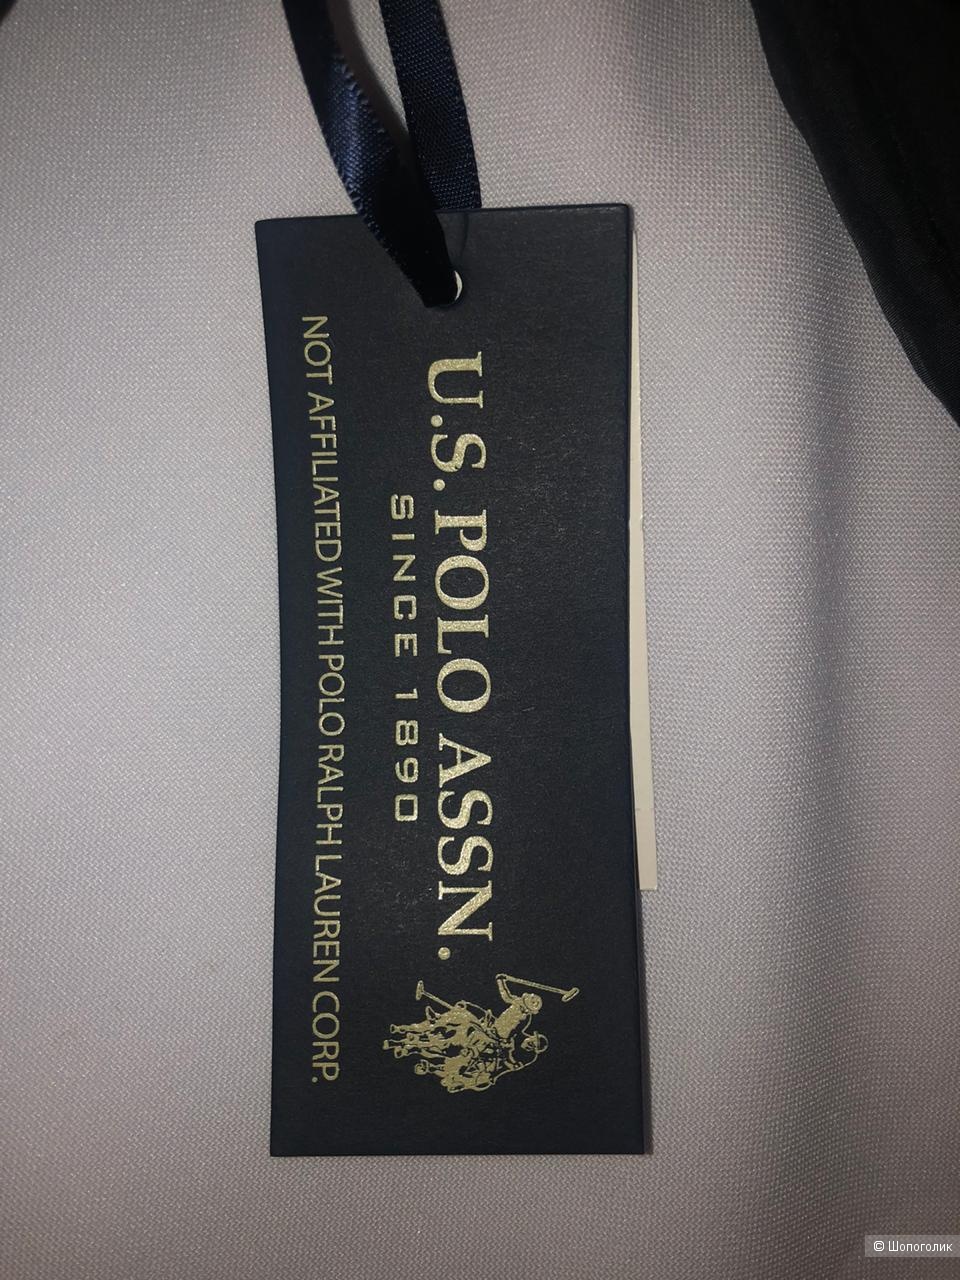 U.S. POLO ASSN.
SINCE 1890
NOT AFFILIATED WITH POLO RALPH LAUREN CORP.
© Шопоголик